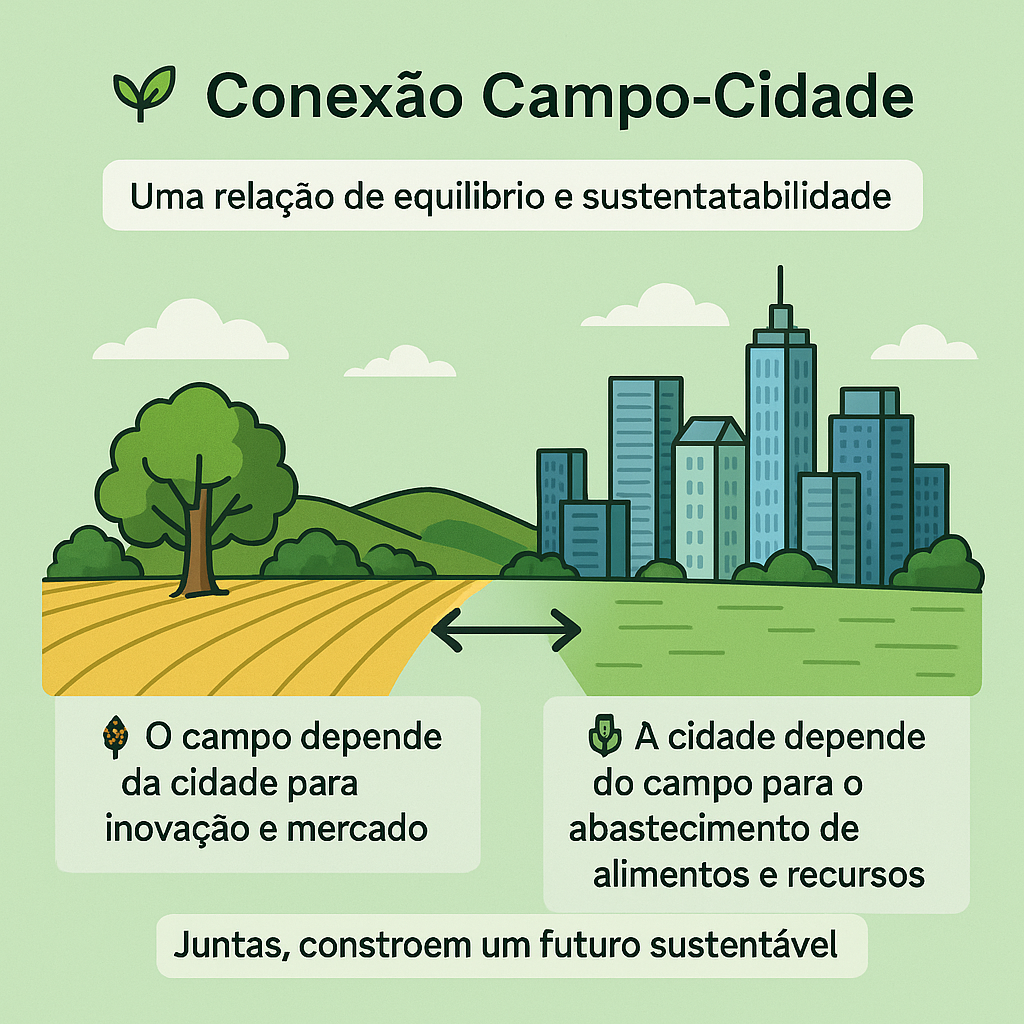 Conexão Campo-Cidade
Uma relação de equilibrio e sustentatabilidade
O campo depende
da cidade para
inovação e mercado
A cidade depende
do campo para o
abastecimento de
alimentos e recursos
Juntas, constroem um futuro sustentável